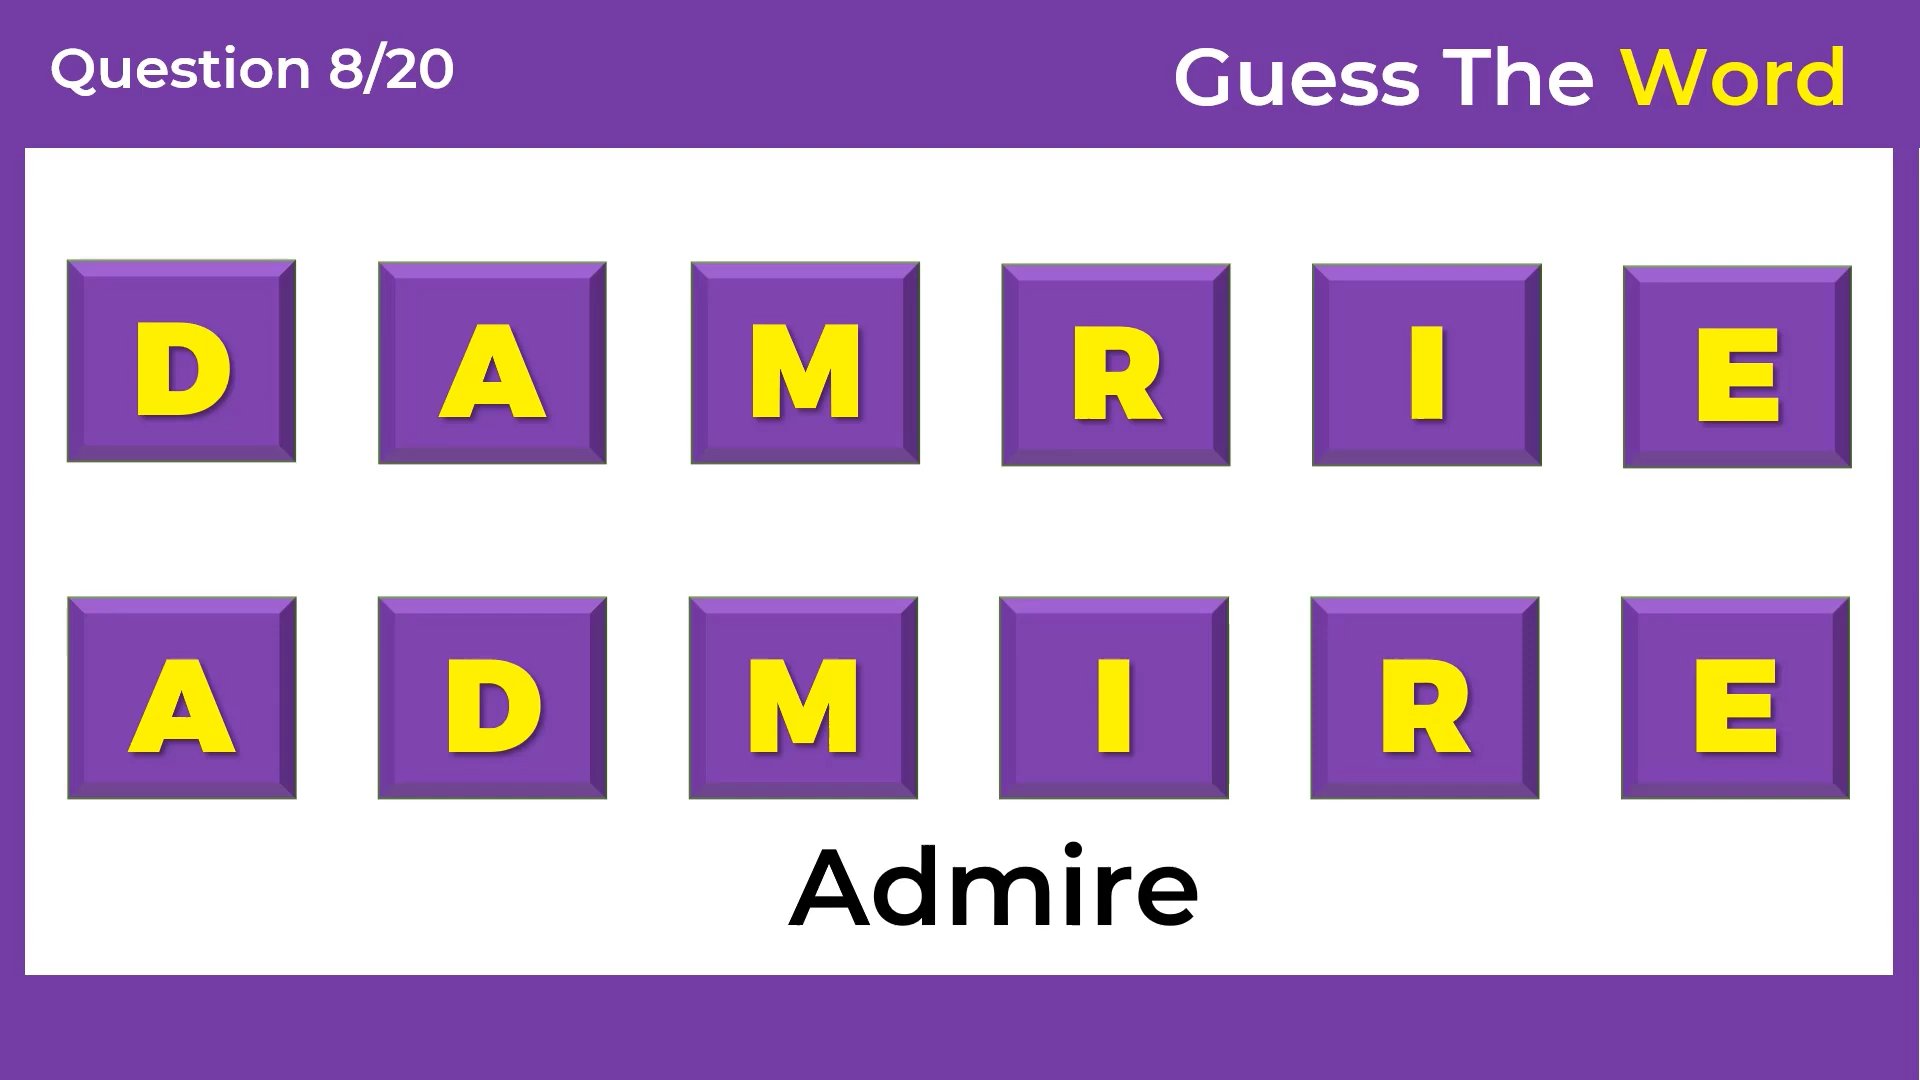 Question 8/20
Guess The Word
D A M R I E
A D M I R E
Admire